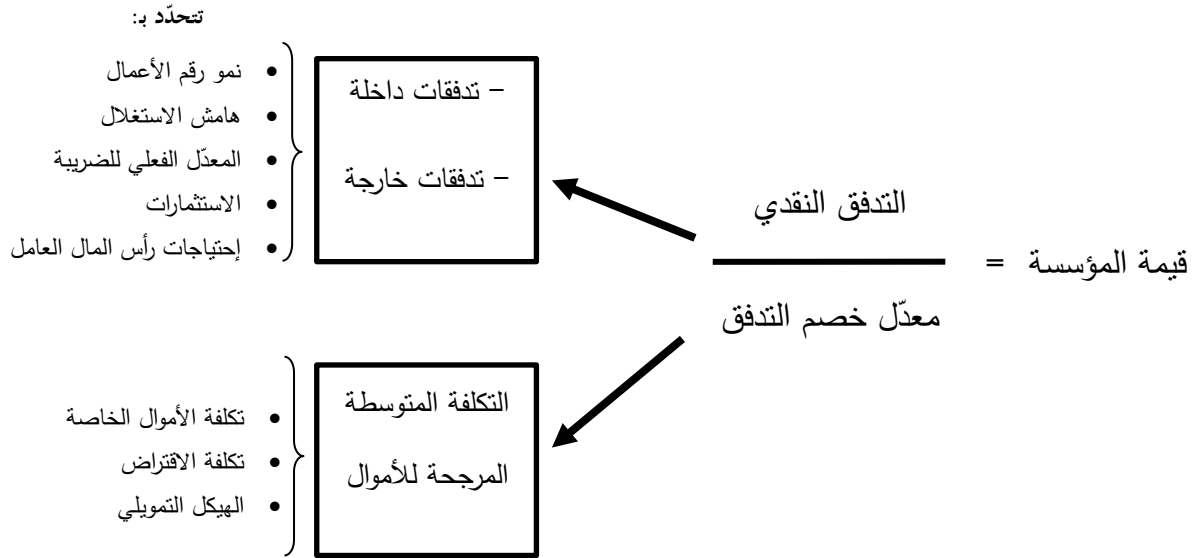 تتحدّد بـ:
قيمة المؤسسة =
التدفق النقدي
معدّل خصم التدفق
– تدفقات داخلة
– تدفقات خارجة
• نمو رقم الأعمال
• هامش الاستغلال
• المعدّل الفعلي للضريبة
• الاستثمارات
• إحتياجات رأس المال العامل
التكلفة المتوسطة
المرجحة للأموال
• تكلفة الأموال الخاصة
• تكلفة الاقتراض
• الهيكل التمويلي